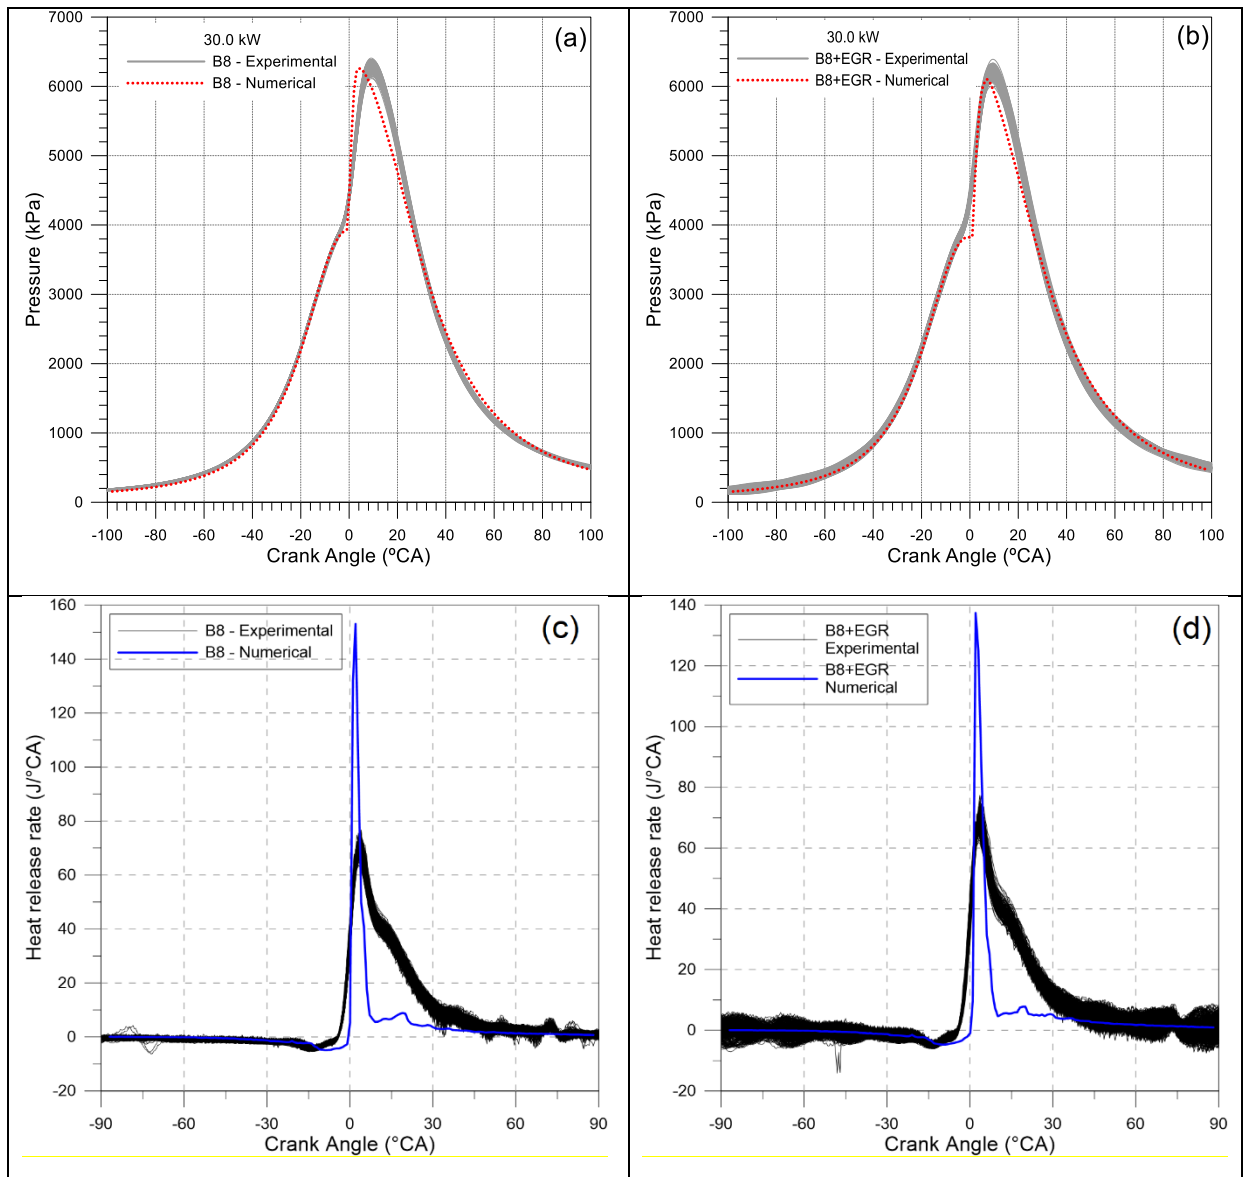 (a)
30.0 kW
B8 - Experimental
B8 - Numerical
7000
6000
5000
4000
3000
2000
1000
0
Pressure (kPa)
-100 -80 -60 -40 -20 0 20 40 60 80 100
Crank Angle (ºCA)
(b)
30.0 kW
B8+EGR - Experimental
B8+EGR - Numerical
7000
6000
5000
4000
3000
2000
1000
0
Pressure (kPa)
-100 -80 -60 -40 -20 0 20 40 60 80 100
Crank Angle (ºCA)
(c)
B8 - Experimental
B8 - Numerical
160
140
120
100
80
60
40
20
0
-20
Heat release rate (J/°CA)
-90 -60 -30 0 30 60 90
Crank Angle (°CA)
(d)
B8+EGR
Experimental
B8+EGR
Numerical
140
120
100
80
60
40
20
0
-20
Heat release rate (J/°CA)
-90 -60 -30 0 30 60 90
Crank Angle (°CA)